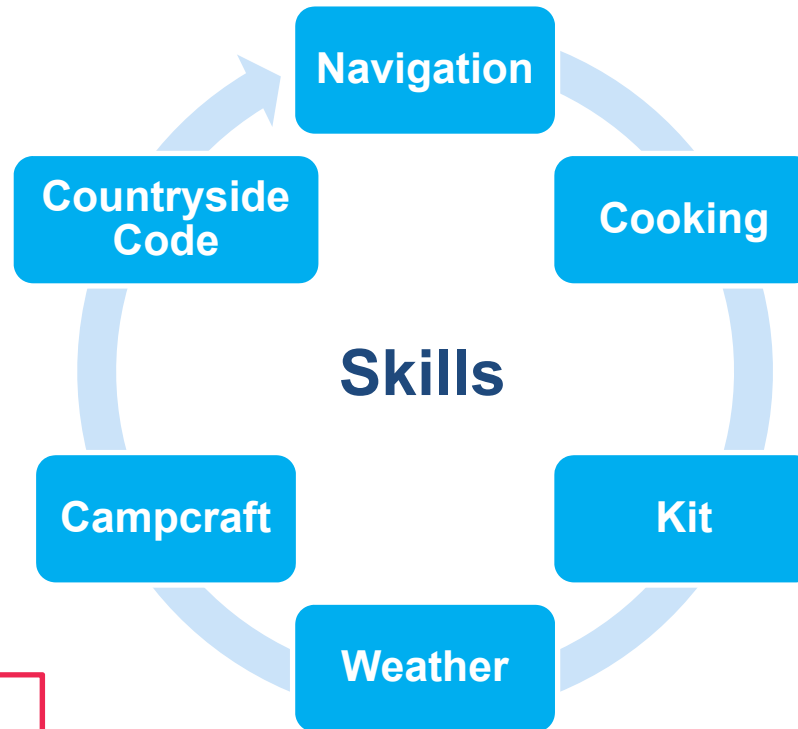 Navigation
Cooking
Kit
Weather
Campcraft
Countryside
Code
Skills